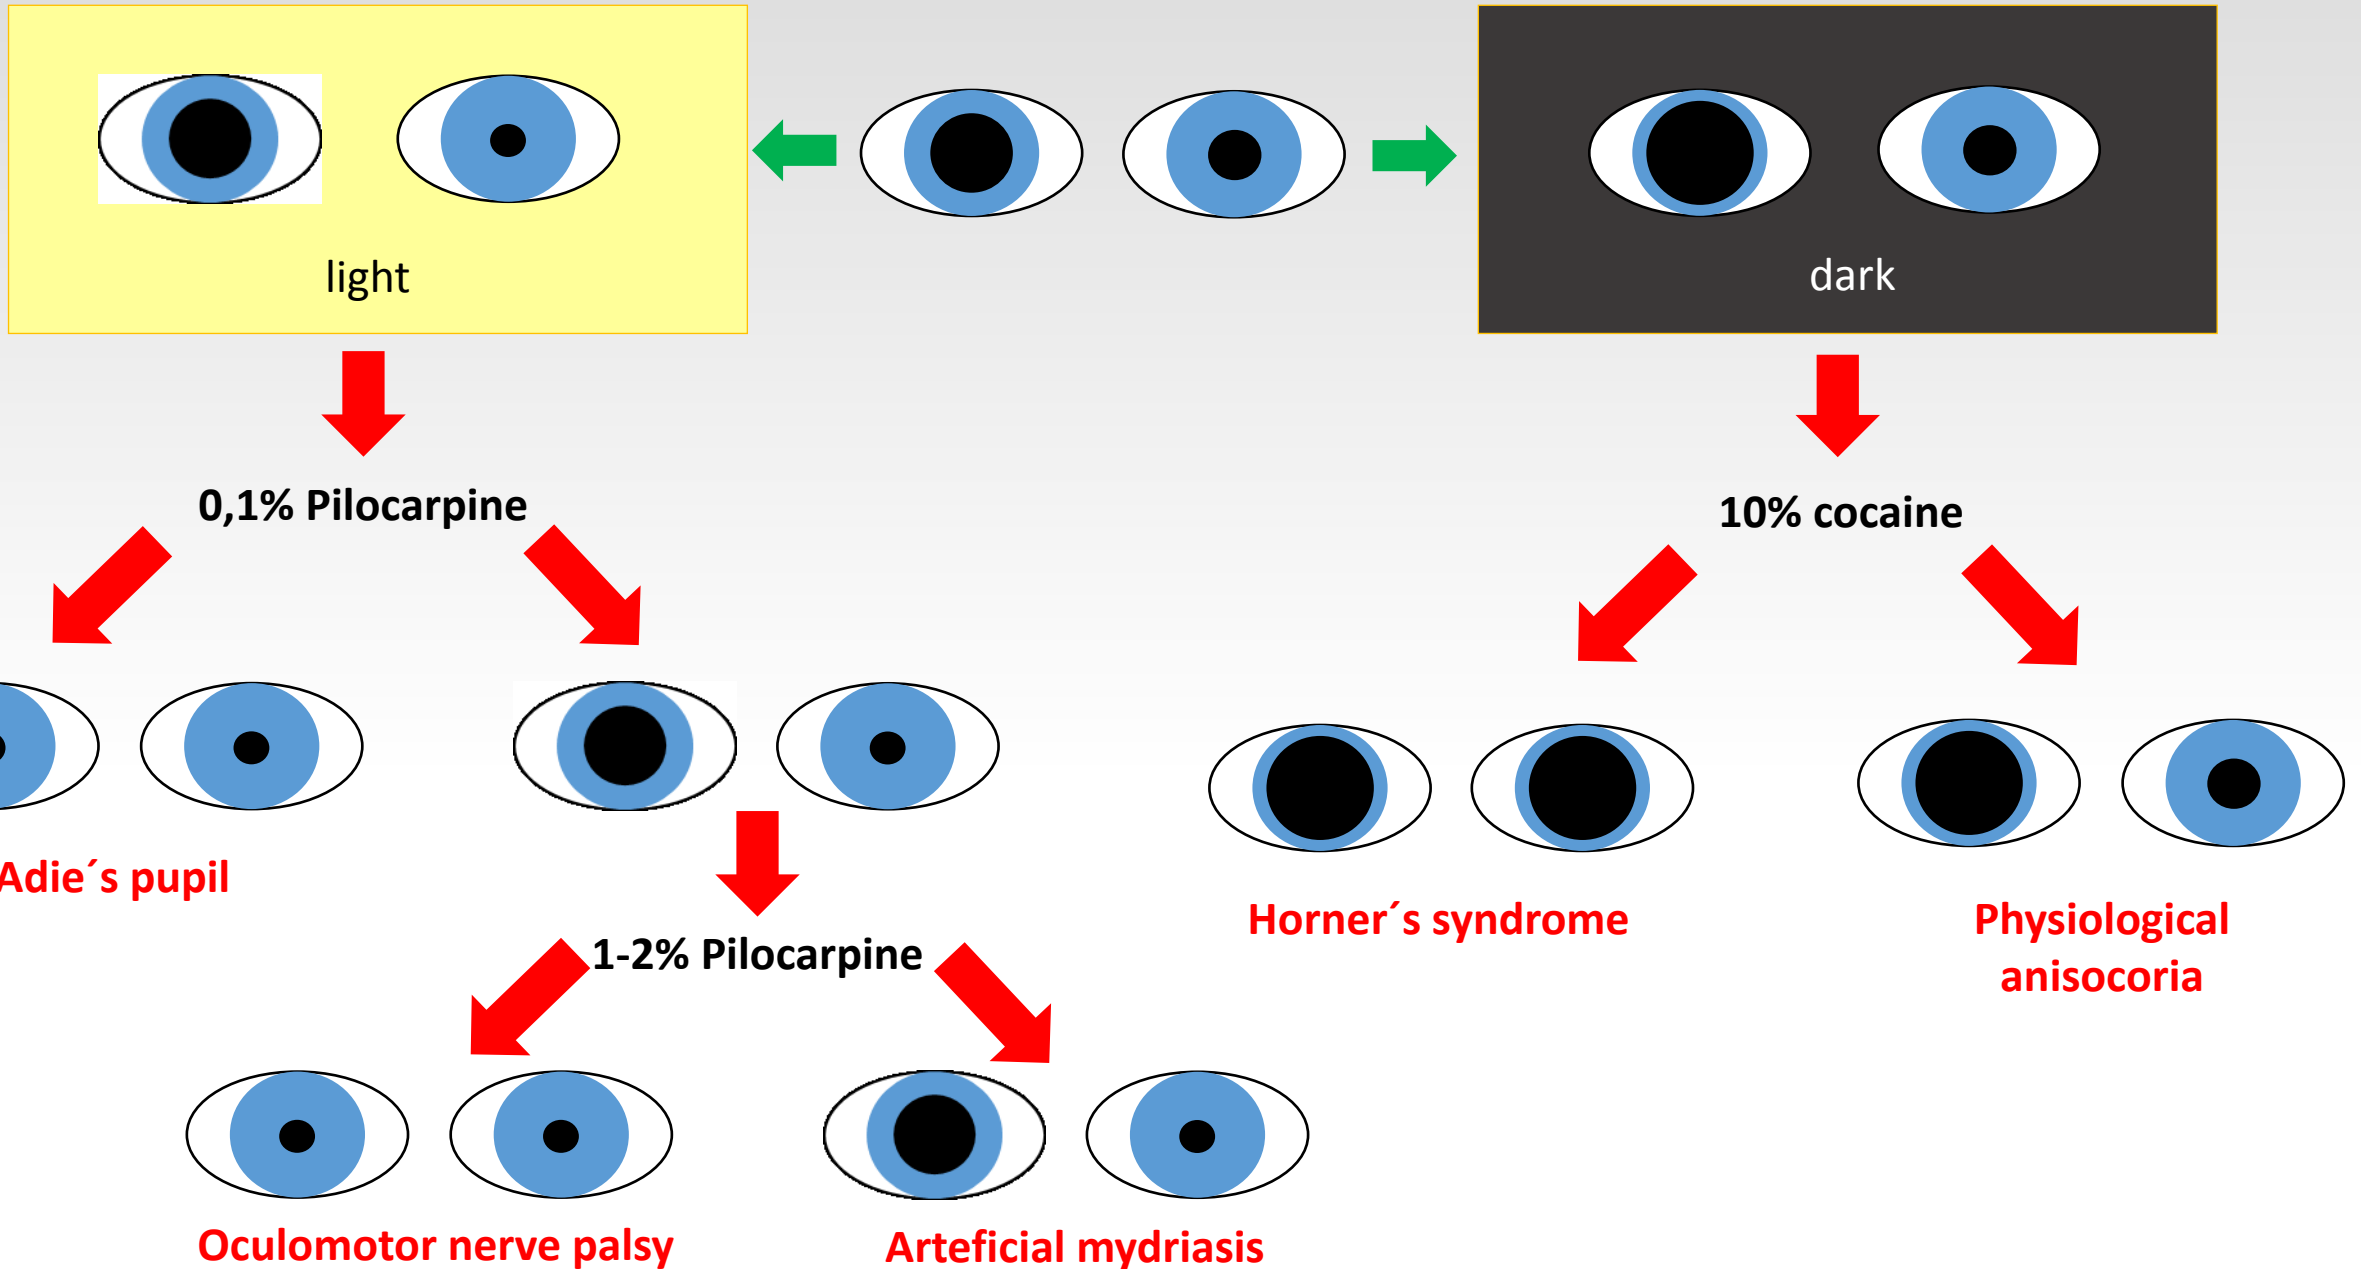 light
dark
0,1% Pilocarpine
10% cocaine
Adie´s pupil
Horner´s syndrome
Physiological
anisocoria
1-2% Pilocarpine
Oculomotor nerve palsy
Arteficial mydriasis